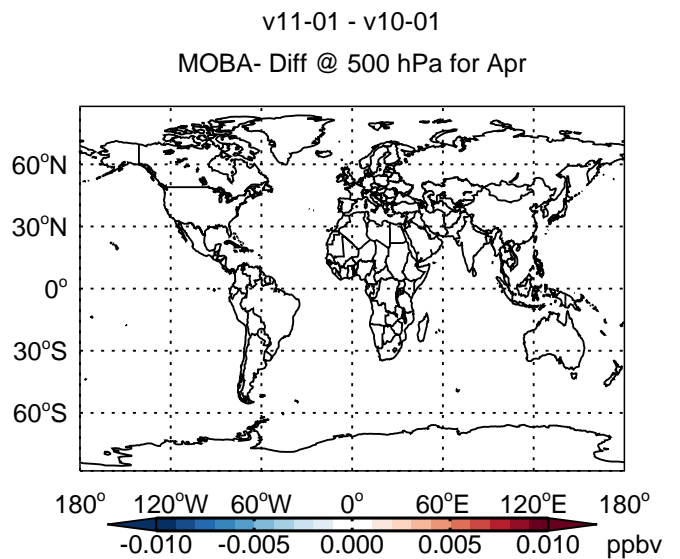 v11-01 - v10-01
MOBA- Diff @ 500 hPa for Apr
60°N
30°N
0°
30°S
60°S
180° 120°W 60°W 0° 60°E 120°E 180°
-0.010 -0.005 0.000 0.005 0.010 ppbv